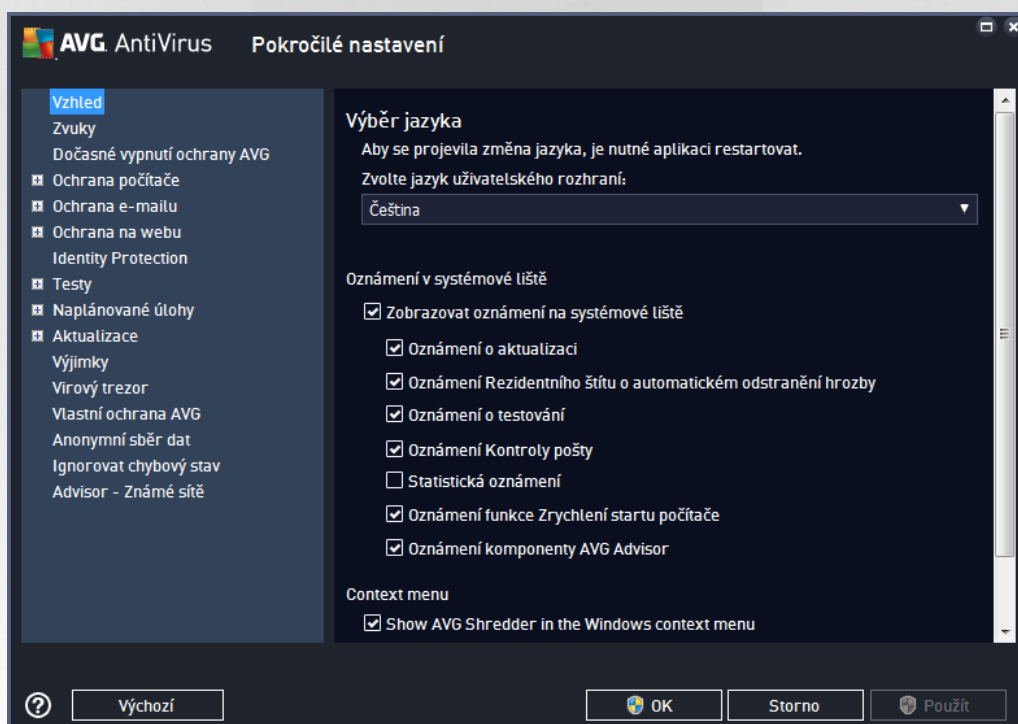 AVG. AntiVirus Pokročilé nastavení
Vzhled
Zvuky
Dočasné vypnutí ochrany AVG
Ochrana počítače
Ochrana e-mailu
Ochrana na webu
Identity Protection
Testy
Naplánované úlohy
Aktualizace
Výjimky
Virový trezor
Vlastní ochrana AVG
Anonymní sběr dat
Ignorovat chybový stav
Advisor - Známé sítě
Výběr jazyka
Aby se projevila změna jazyka, je nutné aplikaci restartovat.
Zvolte jazyk uživatelského rozhraní:
Čeština
Oznámení v systémové liště
Zobrazovat oznámení na systémové liště
Oznámení o aktualizaci
Oznámení Rezidentního štítu o automatickém odstranění hrozby
Oznámení o testování
Oznámení Kontroly pošty
Statistická oznámení
Oznámení funkce Zrychlení startu počítače
Oznámení komponenty AVG Advisor
Context menu
Show AVG Shredder in the Windows context menu
Výchozí OK Storno Použít